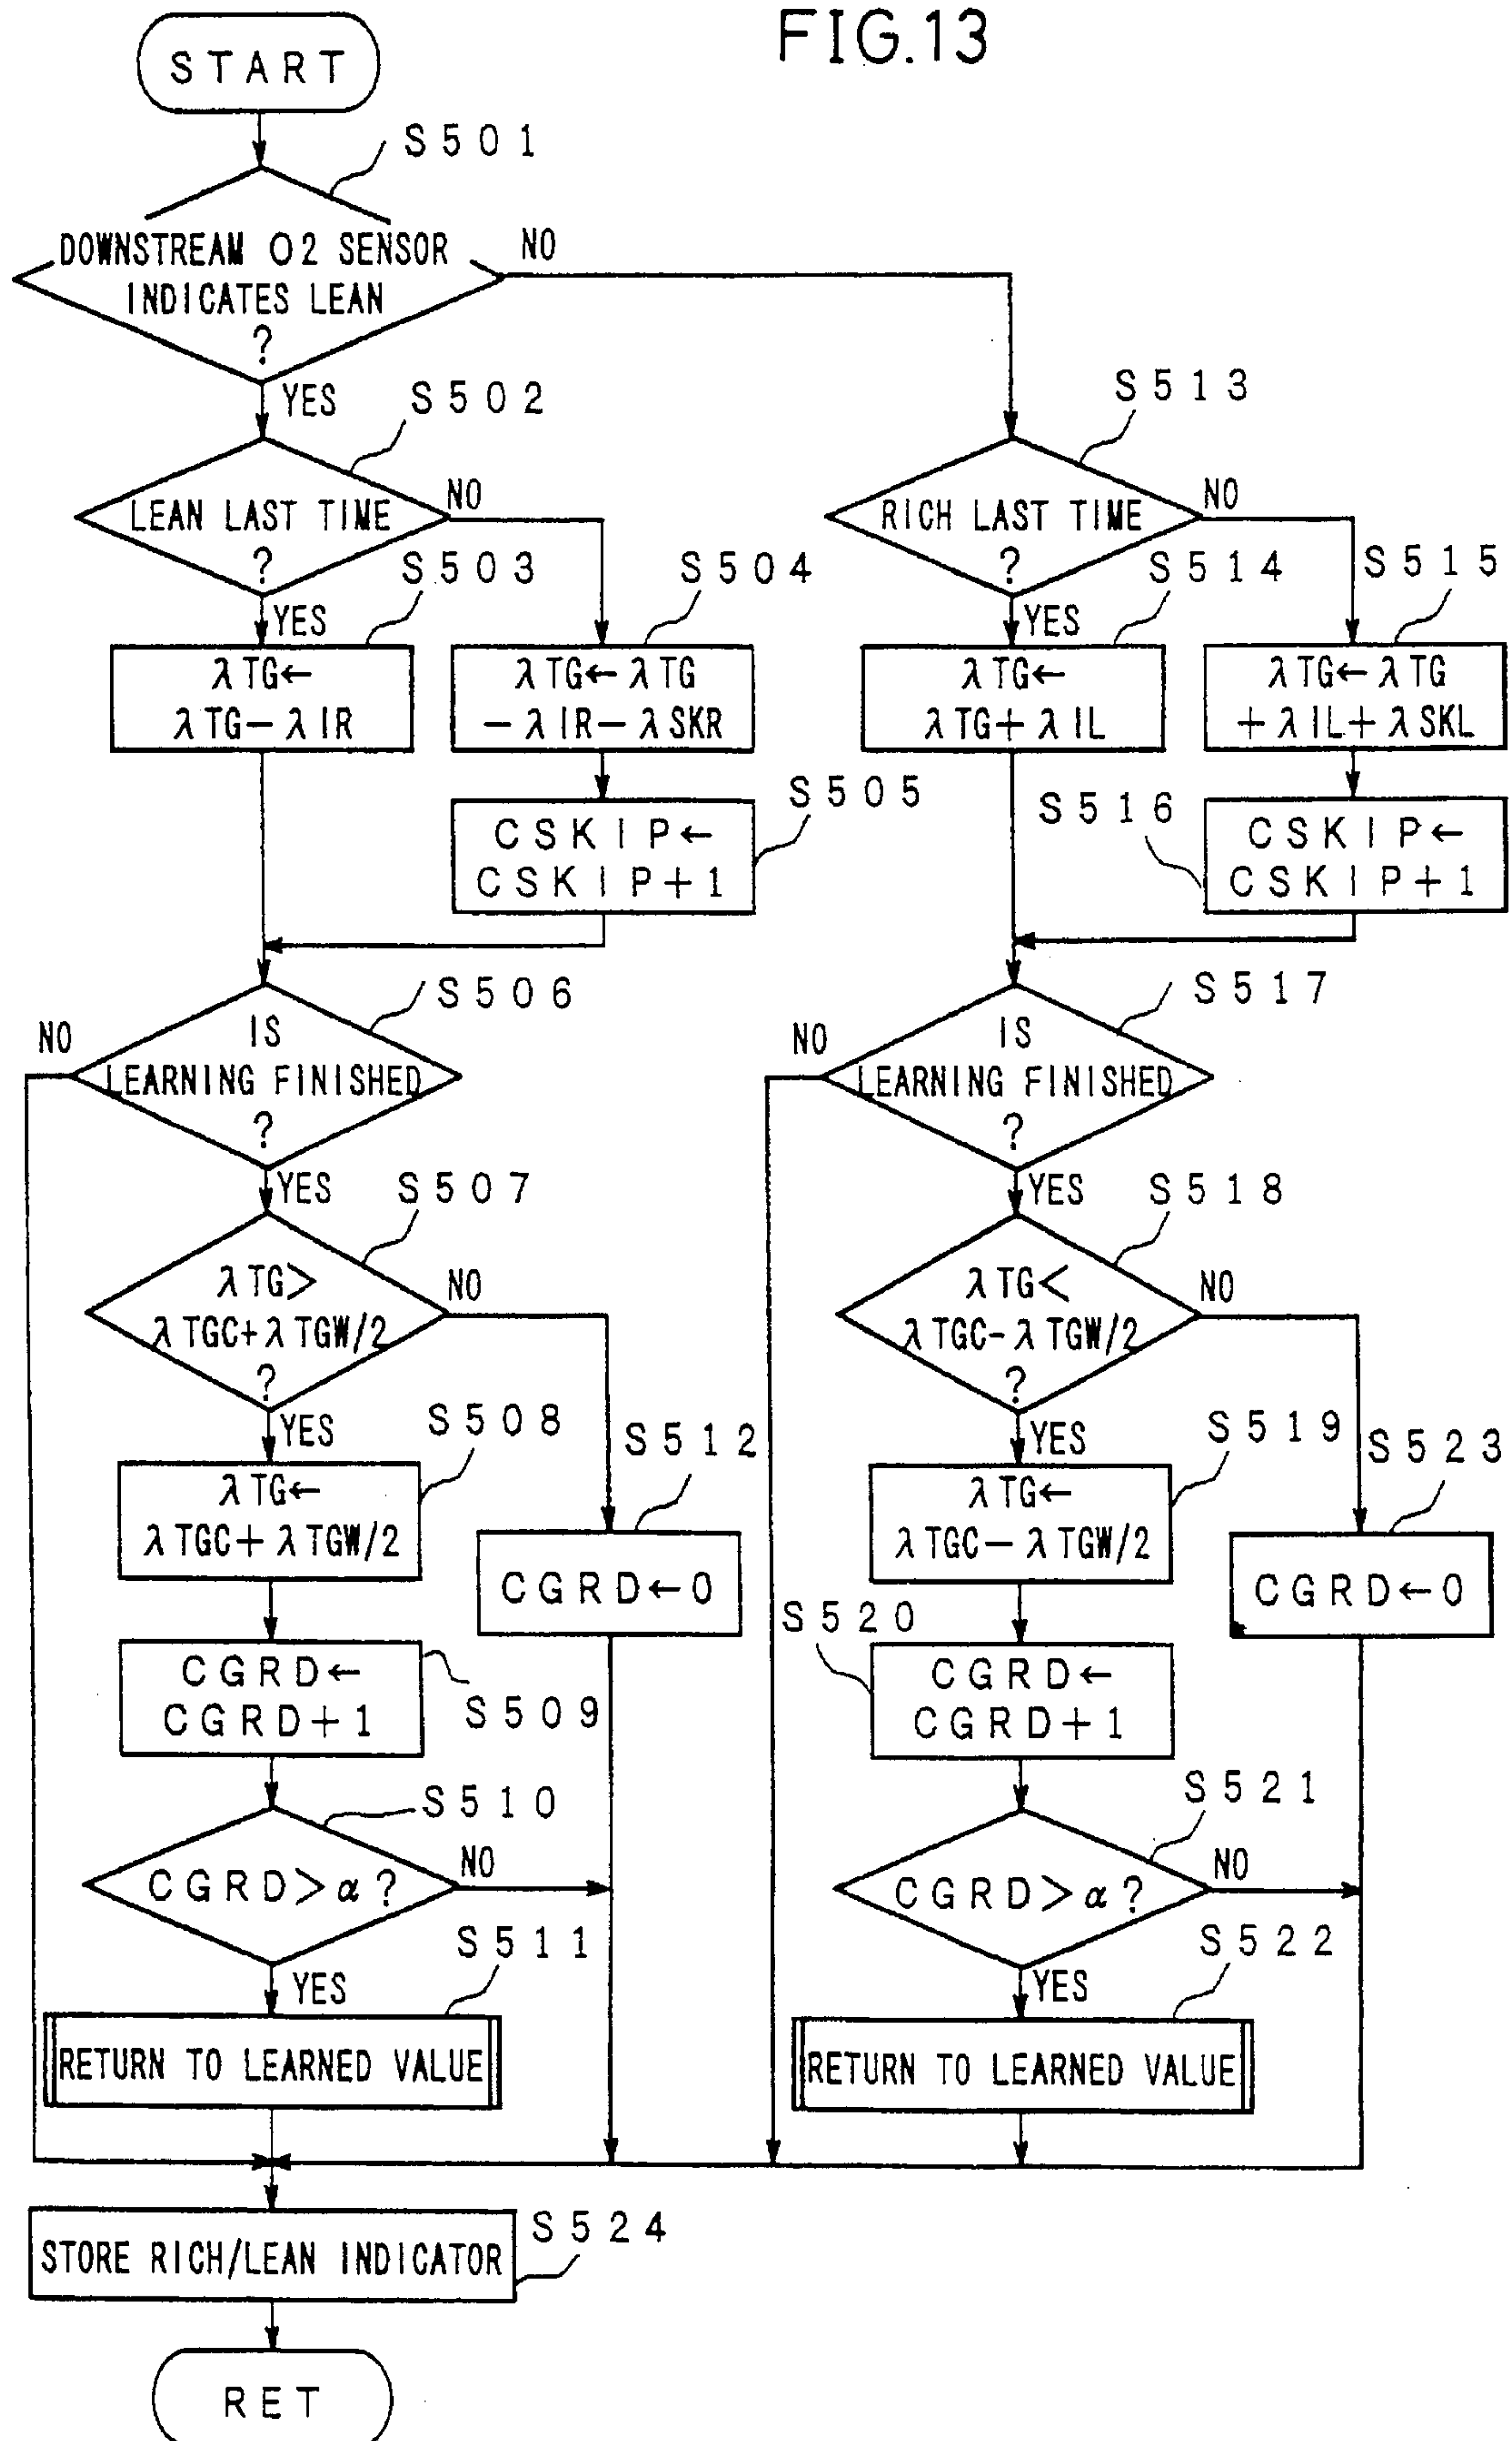 FIG.13
START
S501
DOWNSTREAM O2 SENSOR
INDICATES LEAN
?
NO
YES
S502
LEAN LAST TIME
?
NO
YES
S503
λTG←
λTG−λIR
S504
λTG←λTG
−λIR−λSKR
S505
CSKIP←
CSKIP+1
S506
IS
LEARNING FINISHED
?
NO
YES
S507
λTG>
λTGC+λTGW/2
?
NO
YES
S508
λTG←
λTGC+λTGW/2
S512
CGRD←0
CGRD←
CGRD+1
S509
S510
CGRD>α?
NO
YES
S511
RETURN TO LEARNED VALUE
S513
RICH LAST TIME
?
NO
YES
S514
λTG←
λTG+λIL
S515
λTG←λTG
+λIL+λSKL
S516
CSKIP←
CSKIP+1
S517
IS
LEARNING FINISHED
?
NO
YES
S518
λTG<
λTGC-λTGW/2
?
NO
YES
S519
λTG←
λTGC−λTGW/2
S523
CGRD←0
S520
CGRD←
CGRD+1
S521
CGRD>α?
NO
YES
S522
RETURN TO LEARNED VALUE
S524
STORE RICH/LEAN INDICATOR
RET